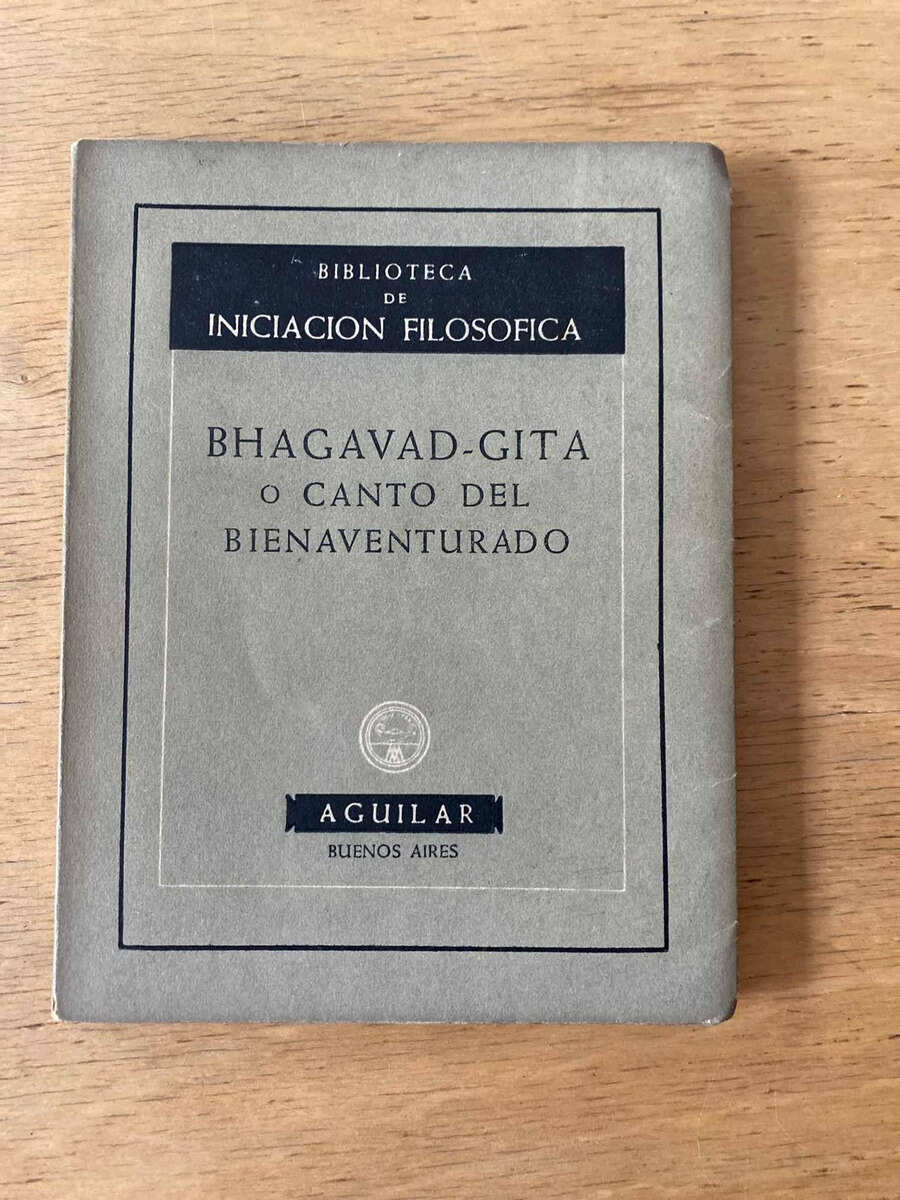 BIBLIOTECA
DE
INICIACION FILOSOFICA
BHAGAVAD-GITA
O CANTO DEL
BIENAVENTURADO
AGUILAR
BUENOS AIRES